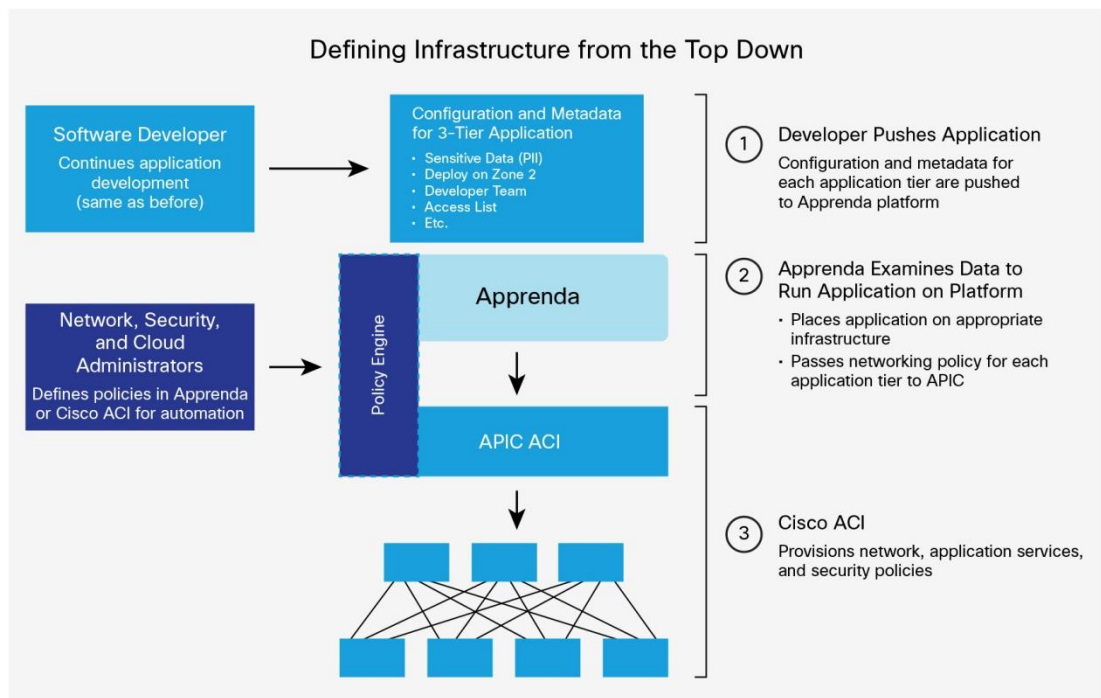 Defining Infrastructure from the Top Down
Software Developer
Continues application
development
(same as before)
Configuration and Metadata
for 3-Tier Application
• Sensitive Data (PII)
• Deploy on Zone 2
• Developer Team
• Access List
• Etc.
1
Developer Pushes Application
Configuration and metadata for
each application tier are pushed
to Apprenda platform
Network, Security,
and Cloud
Administrators
Defines policies in Apprenda
or Cisco ACI for automation
Policy Engine
Apprenda
2
Apprenda Examines Data to
Run Application on Platform
• Places application on appropriate
infrastructure
• Passes networking policy for each
application tier to APIC
APIC ACI
3
Cisco ACI
Provisions network, application services,
and security policies